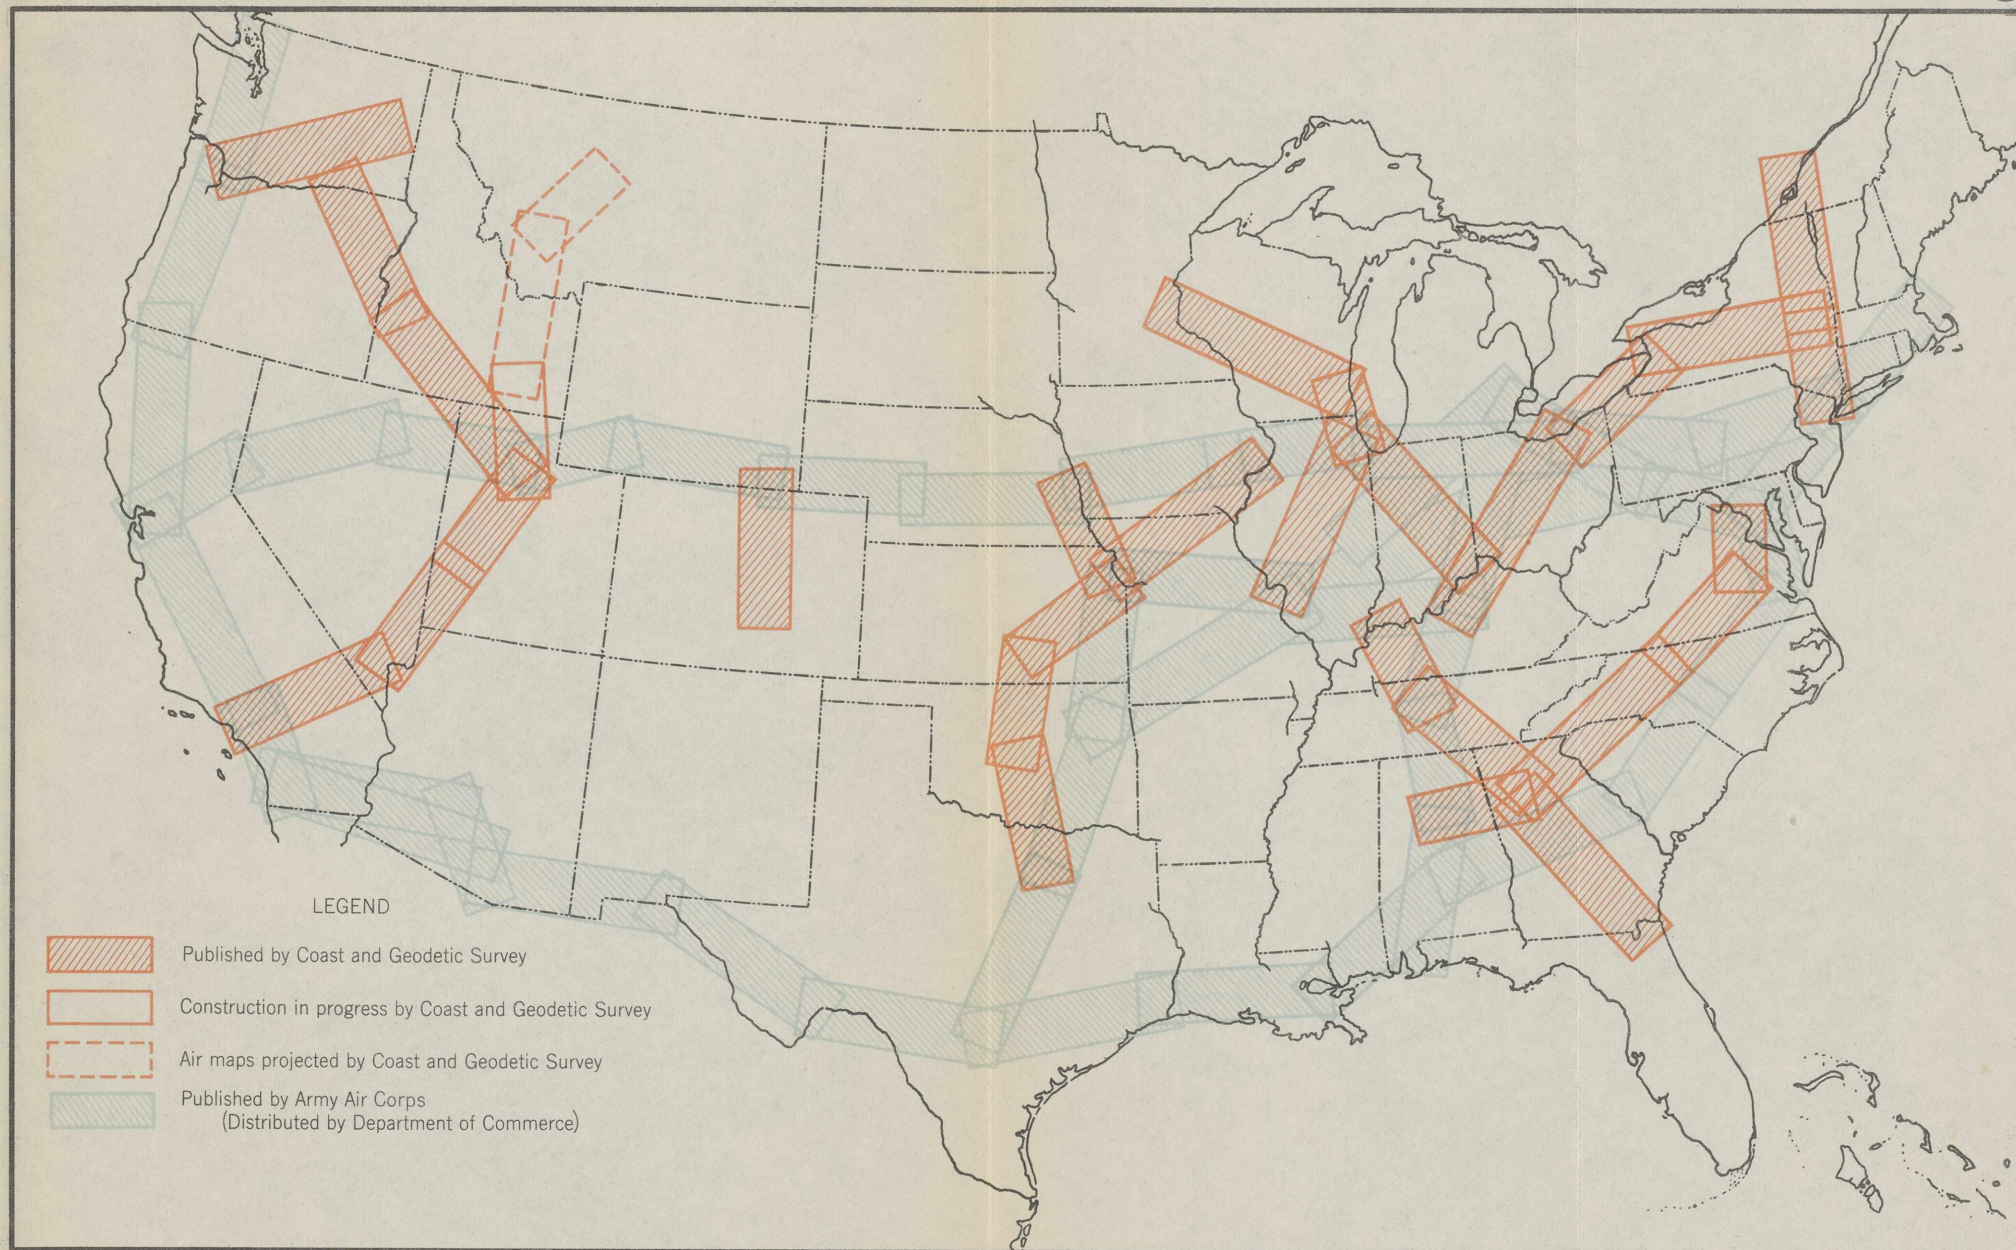 LEGEND
Published by Coast and Geodetic Survey
Construction in progress by Coast and Geodetic Survey
Air maps projected by Coast and Geodetic Survey
Published by Army Air Corps
(Distributed by Department of Commerce)